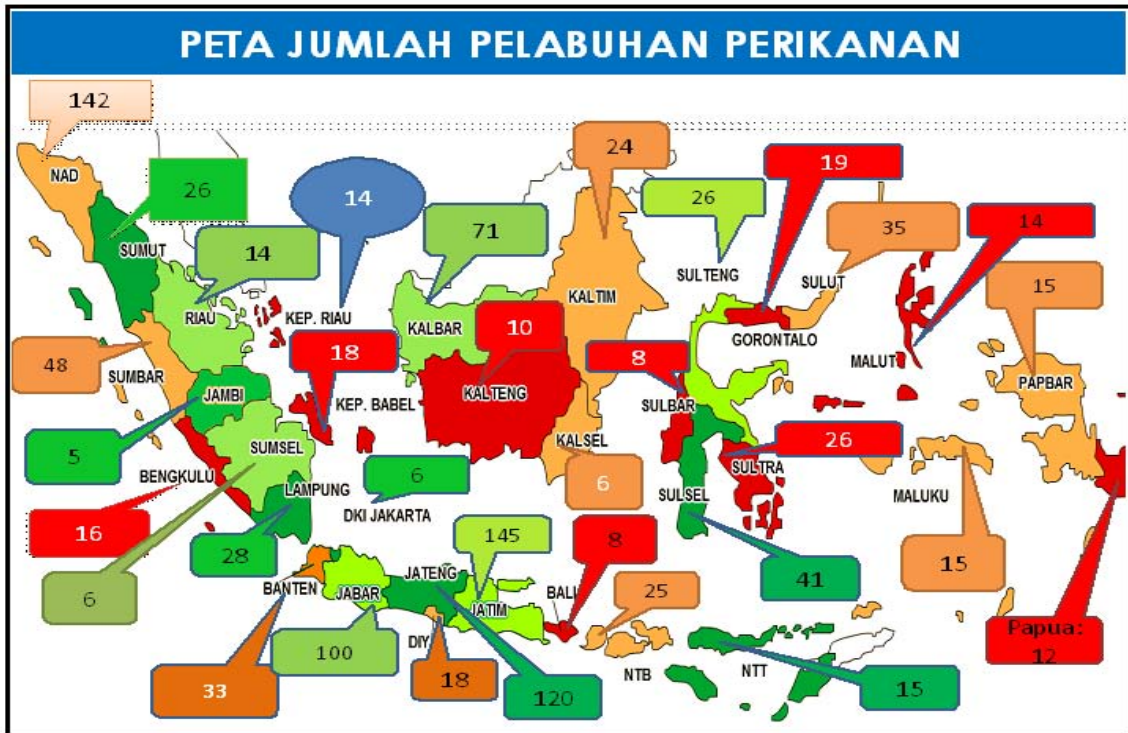 PETA JUMLAH PELABUHAN PERIKANAN
142
24
19
NAD
26
14
26
14
71
35
SUMUT
14
SULTENG
SULUT
15
RIAU
KEP. RIAU
KALBAR
KALTIM
10
GORONTALO
48
SUMBAR
18
8
MALUT
PAPBAR
JAMBI
KEP. BABEL
KALTENG
SULBAR
5
SUMSEL
KALSEL
26
BENGKULU
SULTRA
LAMPUNG
6
6
SULSEL
MALUKU
16
DKI JAKARTA
28
145
8
41
15
6
BANTEN
JABAR
JATENG
JATIM
BALI
25
Papua:
12
DIY
33
100
18
120
NTB
NTT
15